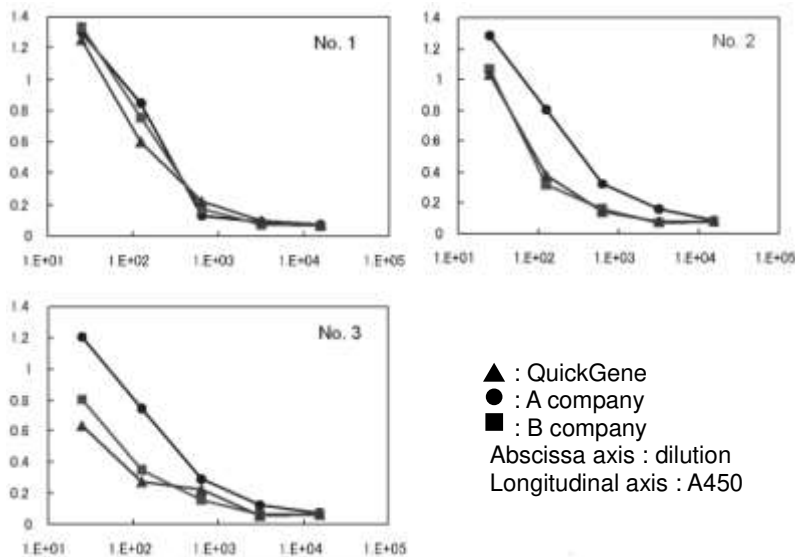 1.4
1.2
1
0.8
0.6
0.4
0.2
0
No. 1
1.E+01 1.E+02 1.E+03 1.E+04 1.E+05
1.4
1.2
1
0.8
0.6
0.4
0.2
0
No. 2
1.E+01 1.E+02 1.E+03 1.E+04 1.E+05
1.4
1.2
1
0.8
0.6
0.4
0.2
0
No. 3
1.E+01 1.E+02 1.E+03 1.E+04 1.E+05
▲ : QuickGene
● : A company
■ : B company
Abscissa axis : dilution
Longitudinal axis : A450